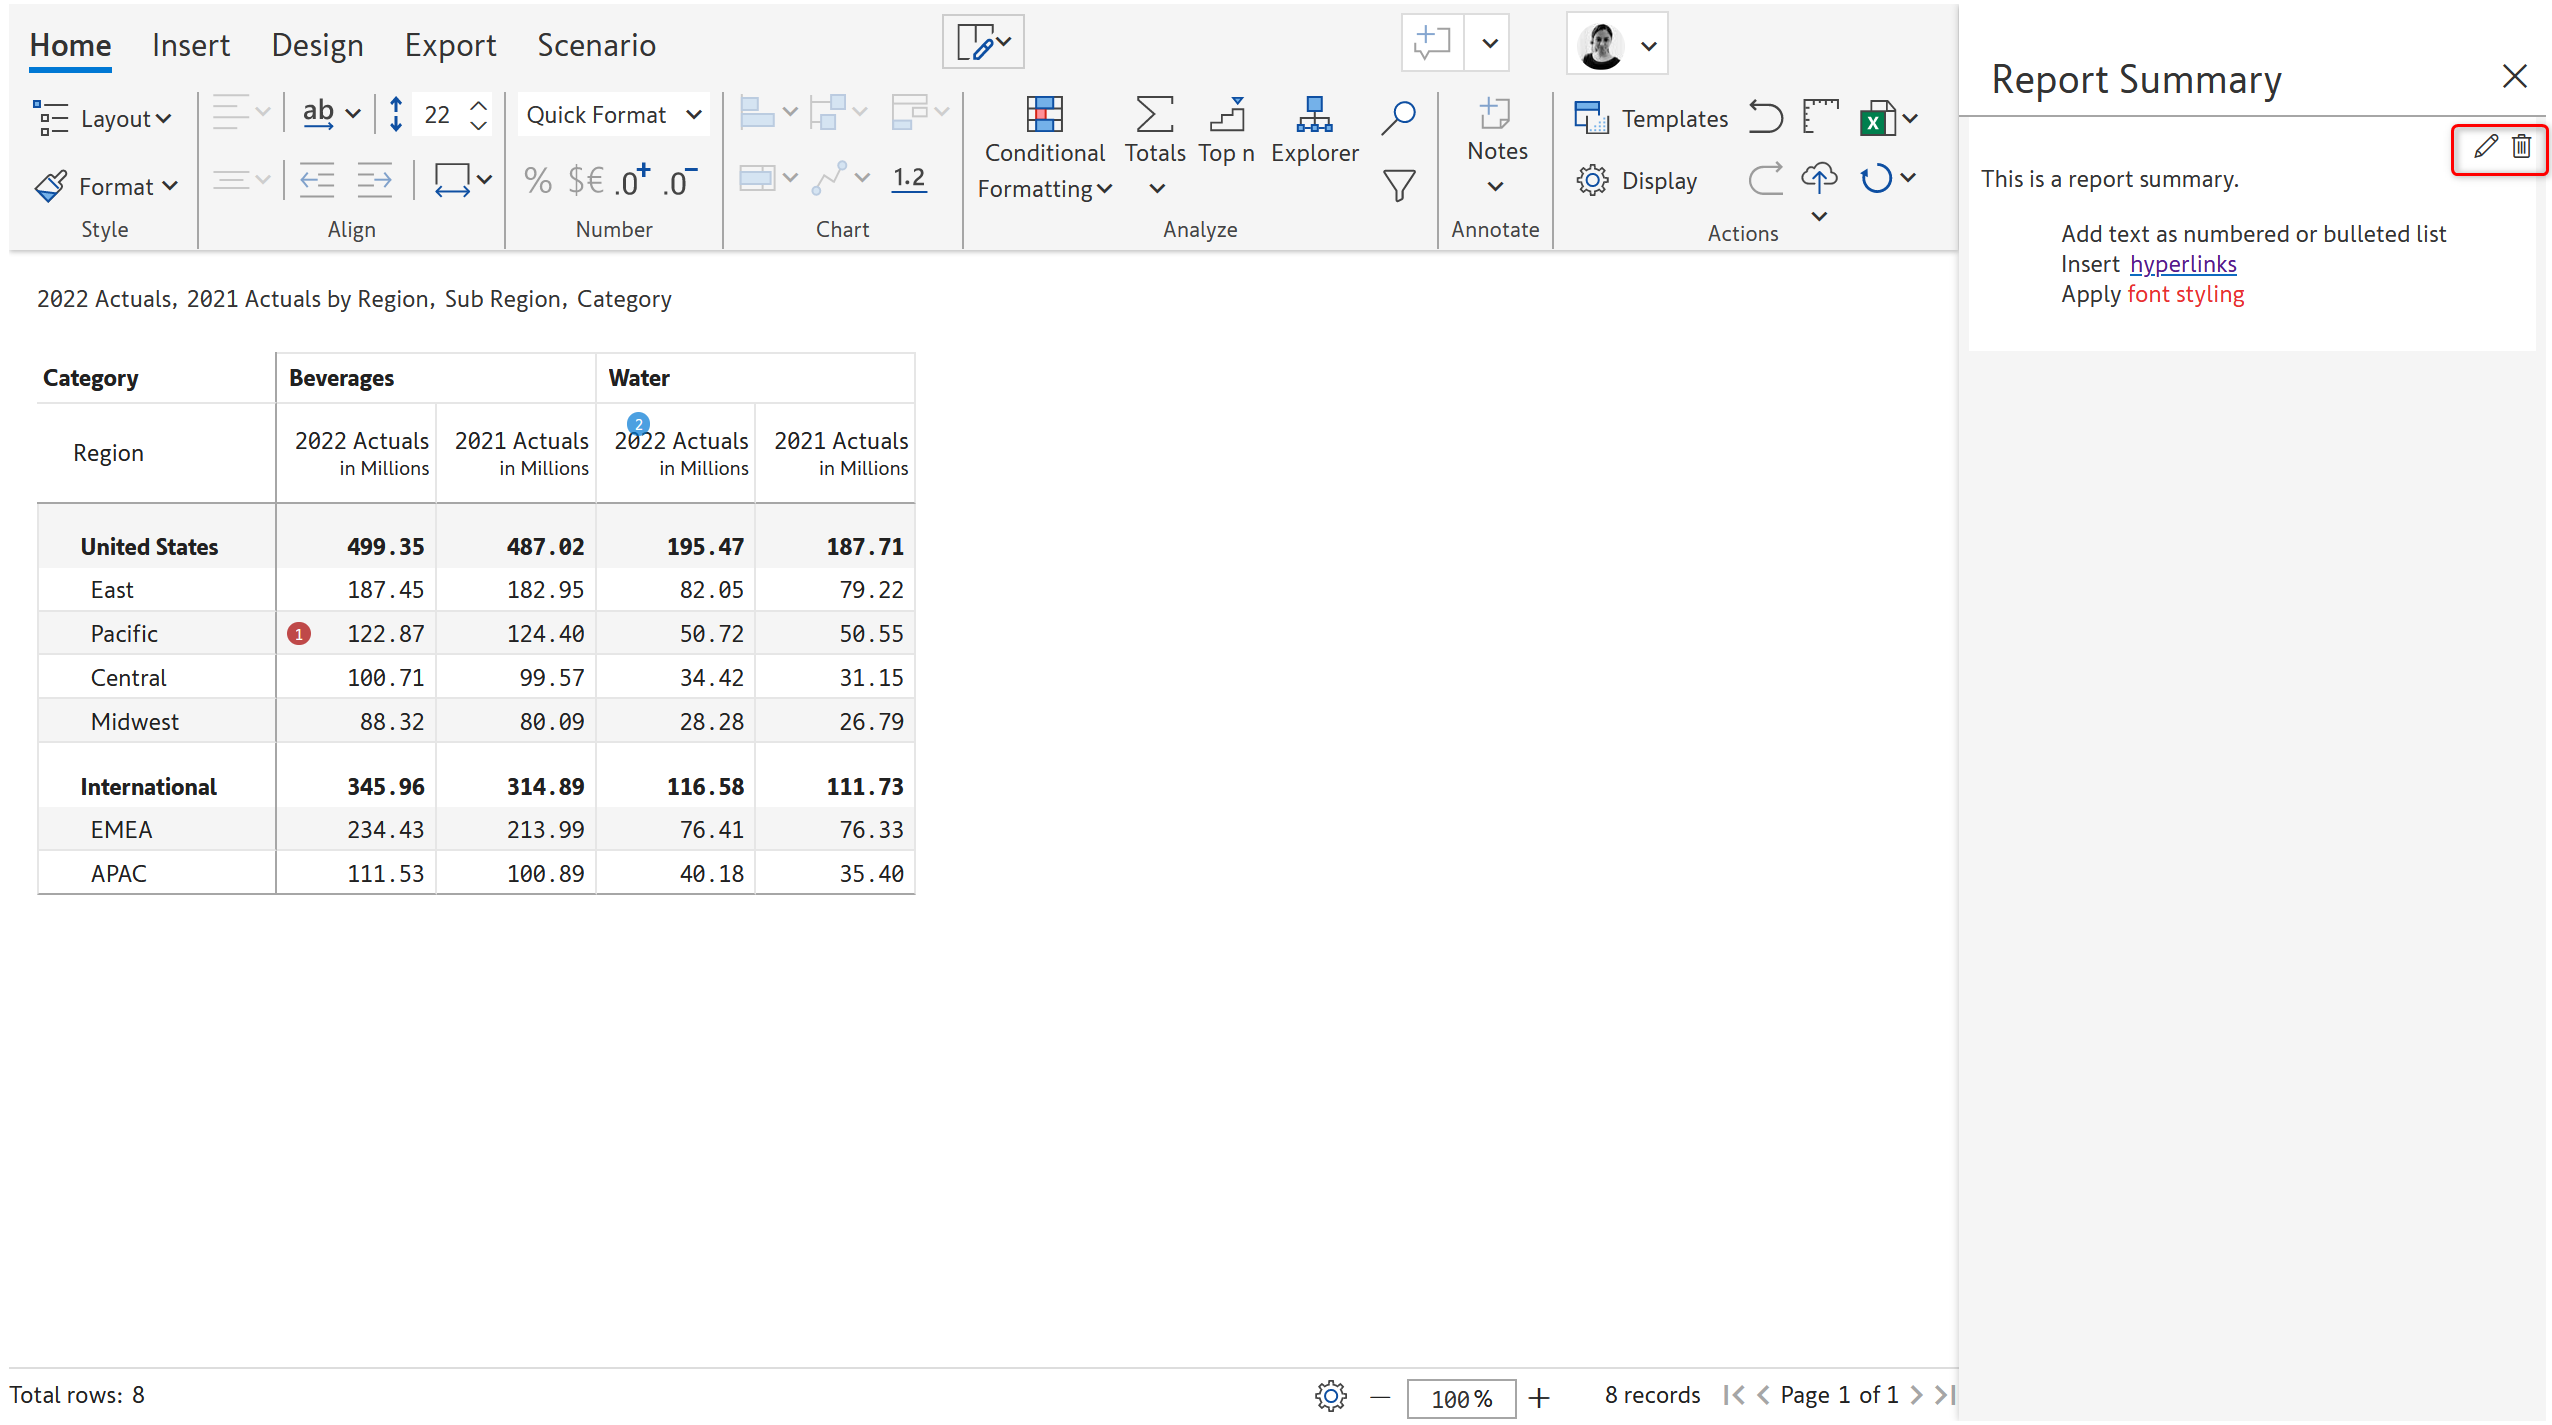 Home Insert Design Export Scenario
Layout ab 22 Quick Format
Conditional Formatting Totals Top n Explorer Notes Templates
Format % $€ .0+ .0- 1.2 Display
Style Align Number Chart Analyze Annotate Actions
2022 Actuals, 2021 Actuals by Region, Sub Region, Category
Category Beverages Water
2
Region 2022 Actuals in Millions 2021 Actuals in Millions 2022 Actuals in Millions 2021 Actuals in Millions
United States 499.35 487.02 195.47 187.71
East 187.45 182.95 82.05 79.22
Pacific 1 122.87 124.40 50.72 50.55
Central 100.71 99.57 34.42 31.15
Midwest 88.32 80.09 28.28 26.79
International 345.96 314.89 116.58 111.73
EMEA 234.43 213.99 76.41 76.33
APAC 111.53 100.89 40.18 35.40
Total rows: 8
100% 8 records Page 1 of 1
Report Summary
This is a report summary.
Add text as numbered or bulleted list
Insert hyperlinks
Apply font styling